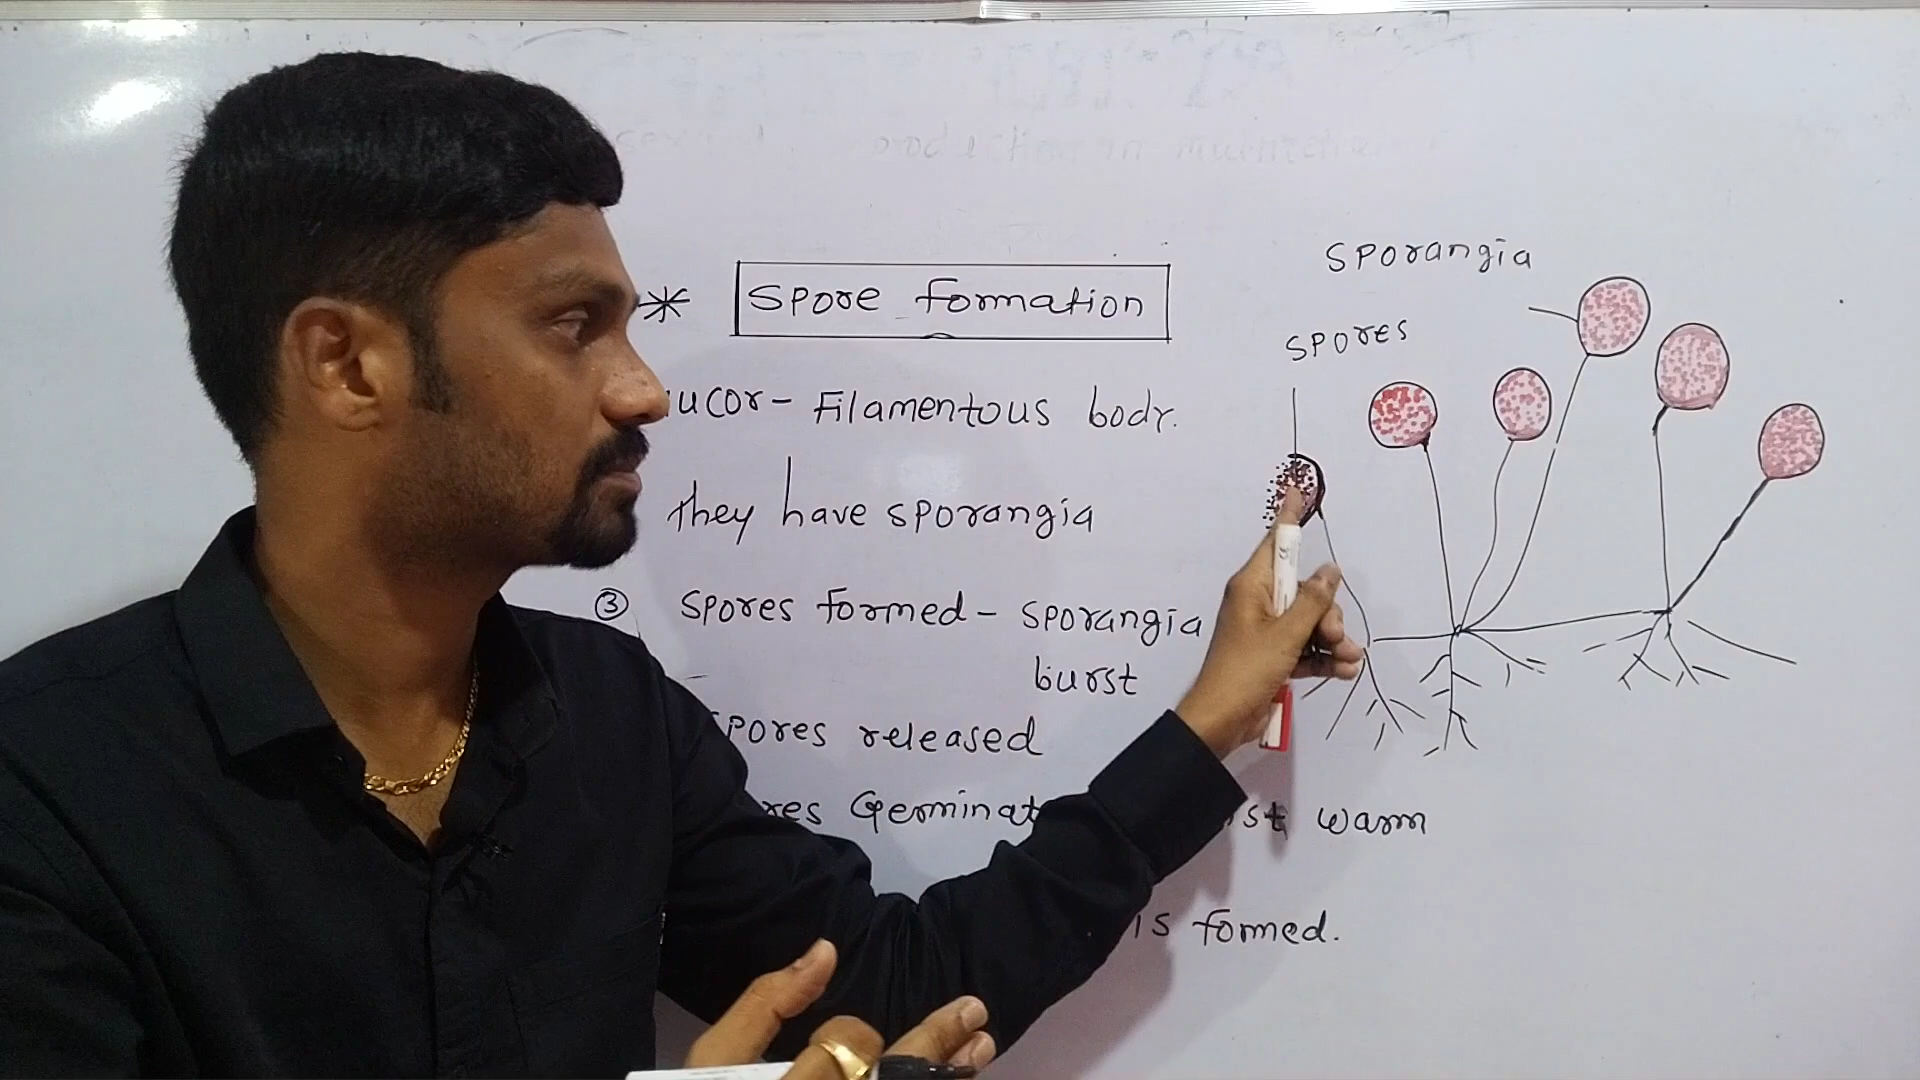 * Spore formation
ucor - Filamentous body.
they have sporangia
③ Spores formed - sporangia
burst
pores released
res Germinat st warm
is formed.
Sporangia
Spores